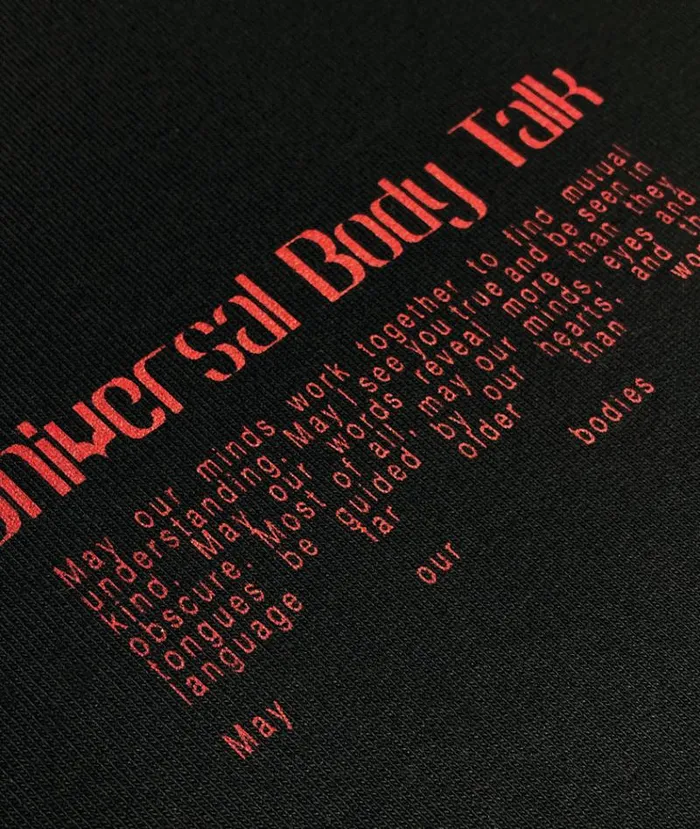 Universal Body Talk
May our minds work together to find mutual
understanding. May I see you true and be seen in
kind. May our words reveal more than they
obscure. Most of all, may our minds, eyes and
tongues be guided by our hearts, and
language far older than
May our bodies